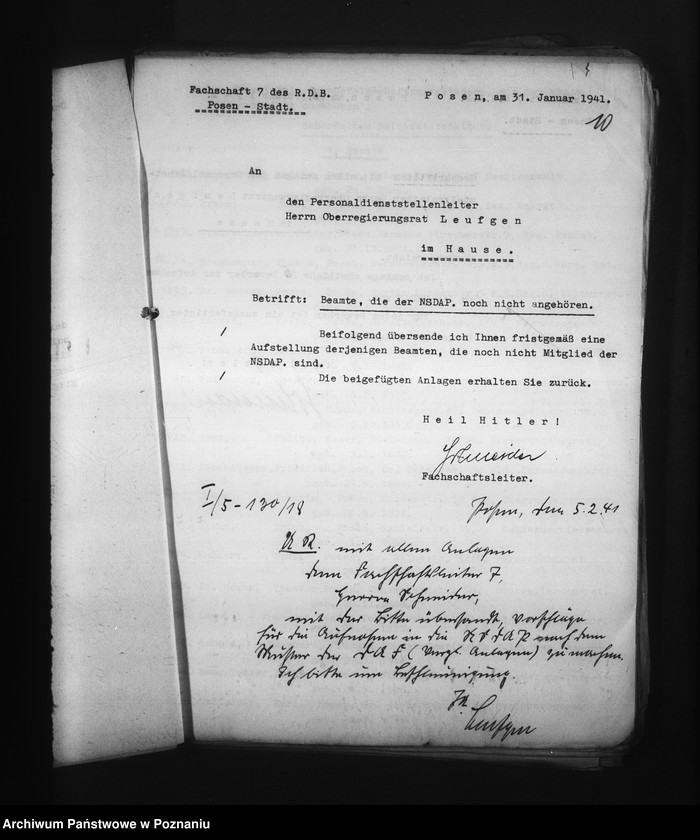 Fachschaft 7 des R.D.B.
Posen - Stadt.
Posen, am 31. Januar 1941.
10
An
den Personaldienststellenleiter
Herrn Oberregierungsrat Leufgen
im Hause.
Betrifft: Beamte, die der NSDAP. noch nicht angehören.
/ Beifolgend übersende ich Ihnen fristgemäß eine
Aufstellung derjenigen Beamten, die noch nicht Mitglied der
NSDAP. sind.
/ Die beigefügten Anlagen erhalten Sie zurück.
Heil Hitler!
Schneider
Fachschaftsleiter.
I/5-130/18
Posen, den 5.2.41
U R. mit allen Anlagen
dem Fachschaftsleiter 7,
Herrn Schneider,
mit der Bitte übersandt, Vorschläge
für die Aufnahme in die NSDAP nach dem
Muster der DAF (vergl. Anlagen) zu machen.
Ich bitte um Beschleunigung.
Leufgen
Archiwum Państwowe w Poznaniu